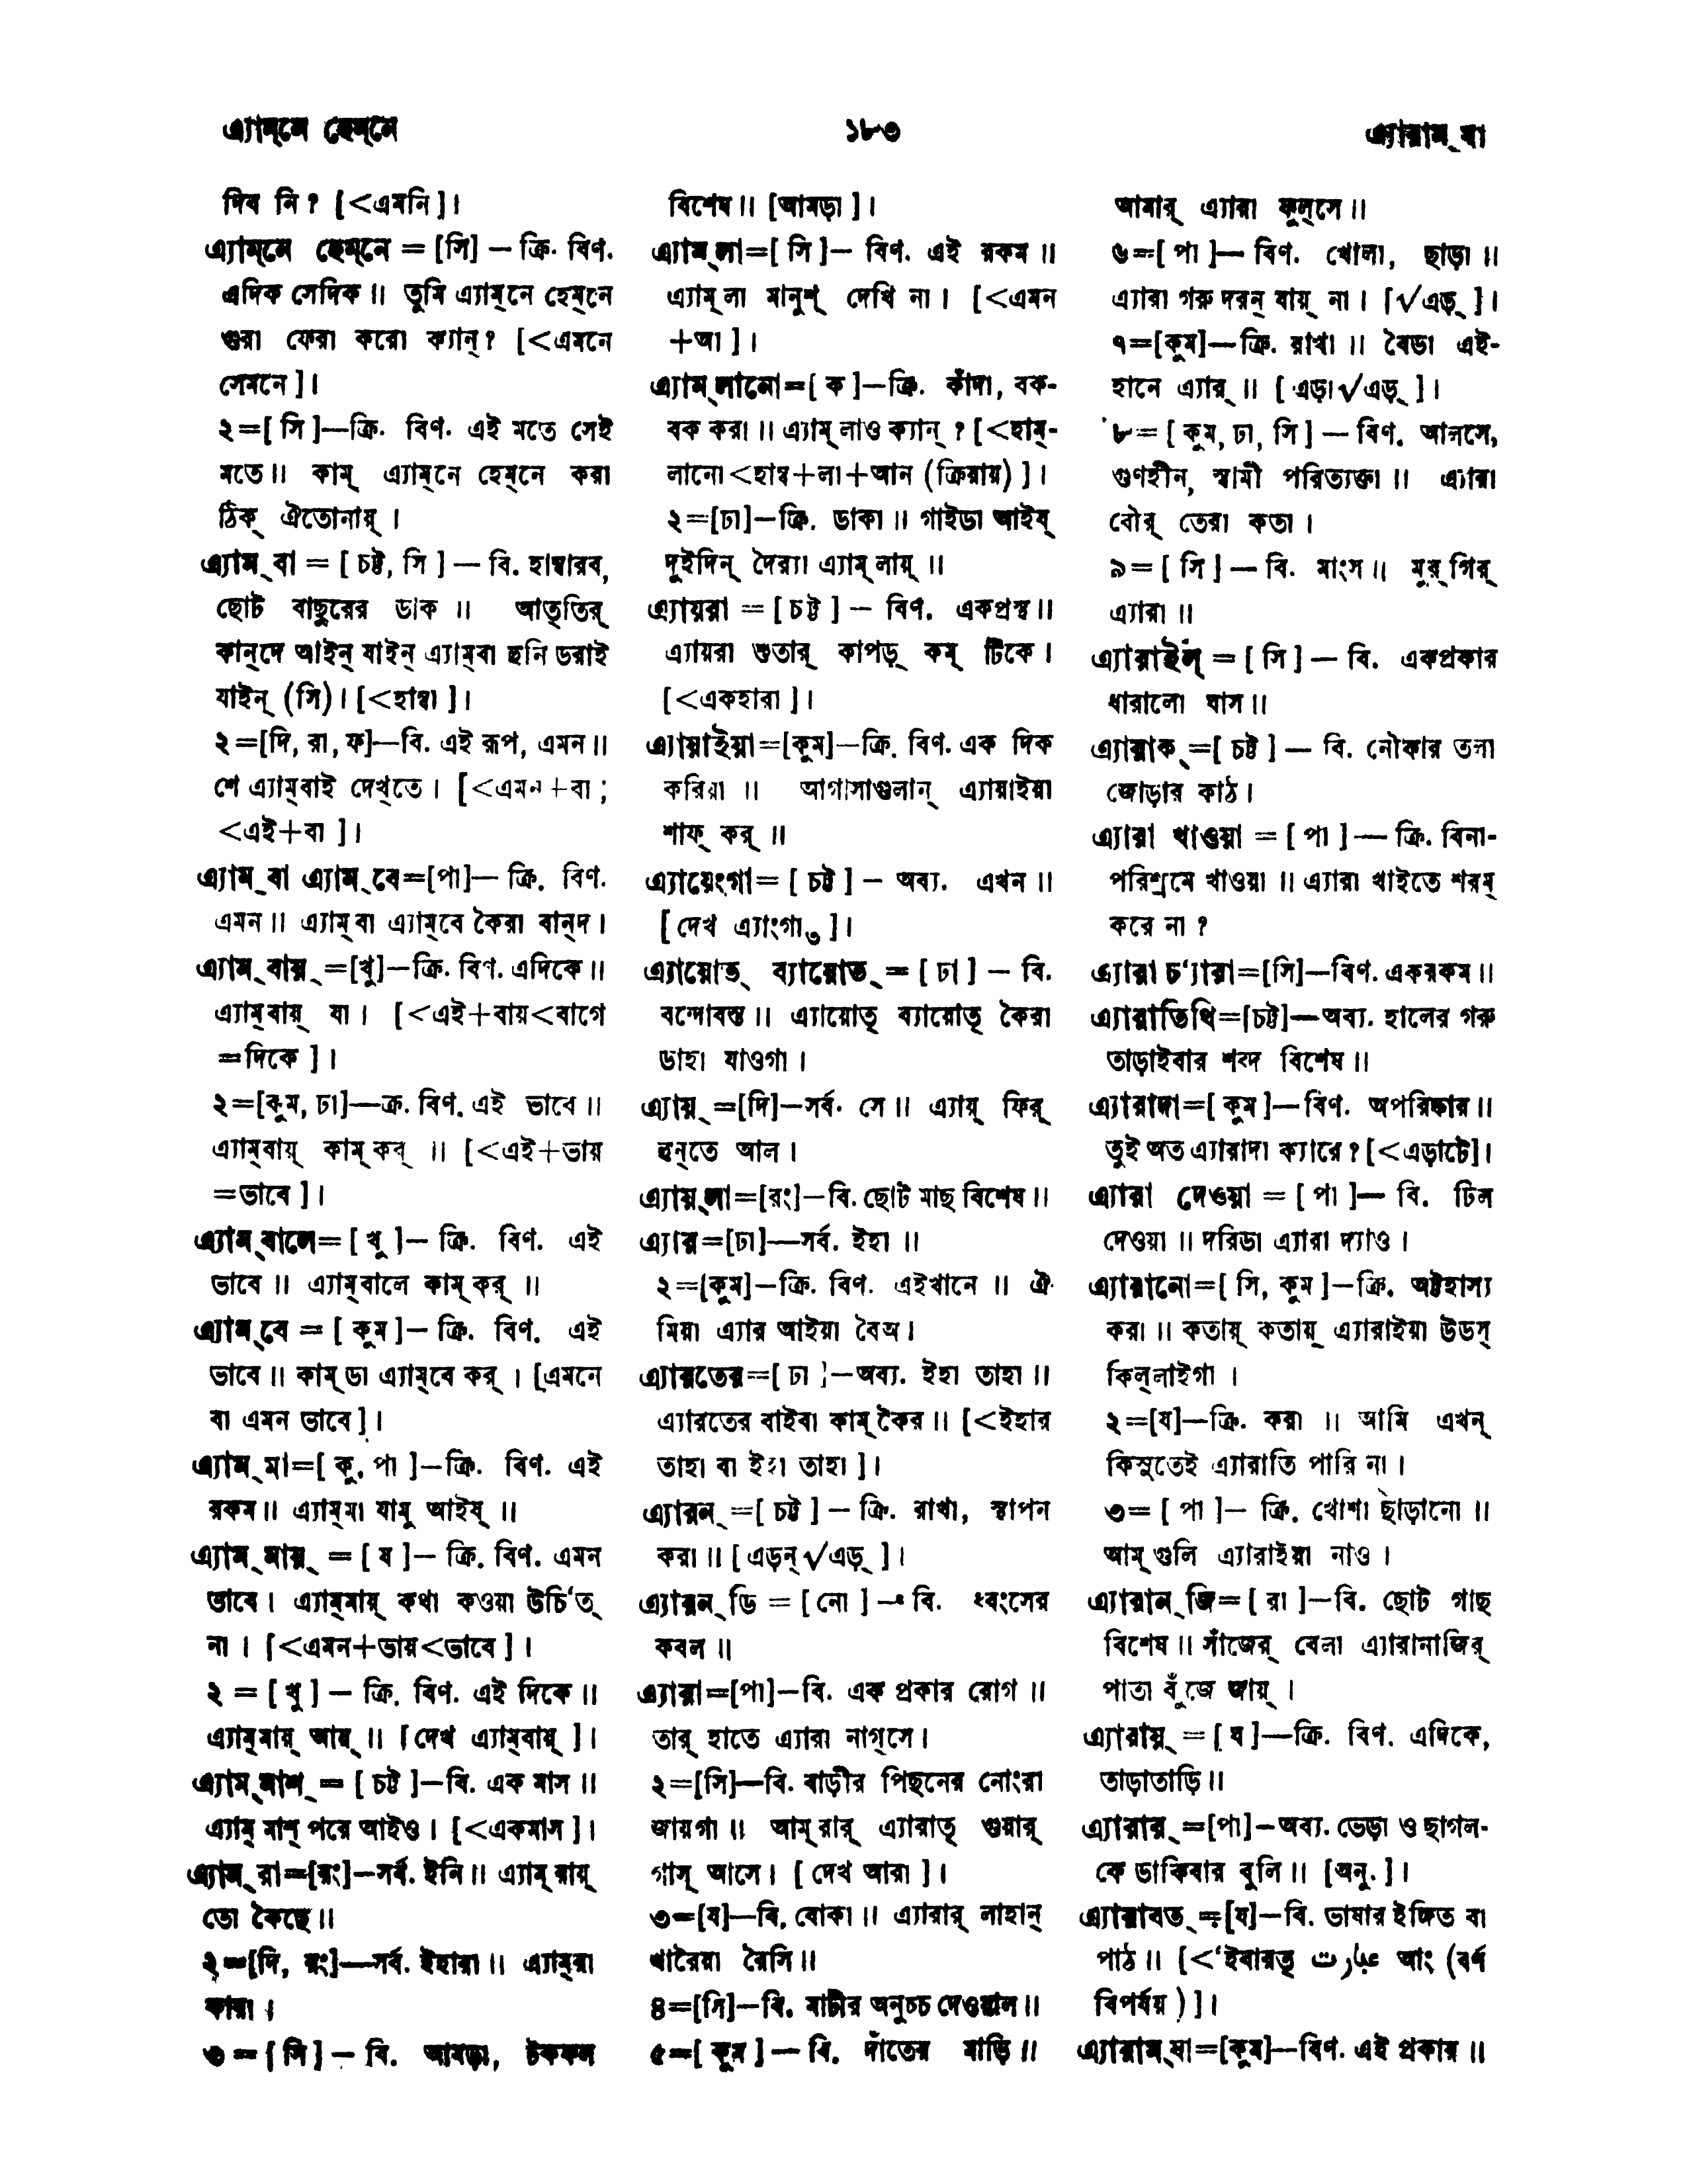 এ্যাম্‌নে হেম্‌নে
১৮৩
এ্যারাম্‌ষা
দিব নি? [<এমনি]।
এ্যাম্‌নে হেম্‌নে = [সি] — ক্রি. বিণ.
এদিক সেদিক॥ তুমি এ্যাম্‌নে হেম্‌নে
গুরা ফেরা করো ক্যান্? [<এমনে
সেমনে]।
২=[ সি ]—ক্রি. বিণ. এই মতে সেই
মতে॥ কাম্ এ্যাম্‌নে হেম্‌নে করা
ঠিক্ ঐতোনায়্।
এ্যাম্‌বা = [ চট্ট, সি ] — বি. হাম্বারব,
ছোট বাছুরের ডাক॥ আত্‌তির্
কান্‌দে আইন্ যাইন্ এ্যাম্‌বা হুনি ডরাই
যাইন্ (সি)। [<হাম্বা]।
২=[দি, রা, ফ]—বি. এই রূপ, এমন॥
শে এ্যাম্‌বাই দেখ্‌তে। [<এমন+বা;
<এই+বা ]।
এ্যাম্‌বা এ্যাম্‌বে=[পা]— ক্রি. বিণ.
এমন॥ এ্যাম্‌বা এ্যাম্‌বে কৈরা বান্‌দ।
এ্যাম্‌বায়্ =[খু]—ক্রি. বিণ. এদিকে॥
এ্যাম্‌বায়্ যা। [<এই+বায়<বাগে
=দিকে ]।
২=[কুম, ঢা]—ক্র. বিণ. এই ভাবে॥
এ্যাম্‌বায়্ কাম্ কর্॥ [<এই+ভায়
=ভাবে]।
এ্যাম্‌বালে= [ খু ]— ক্রি. বিণ. এই
ভাবে॥ এ্যাম্‌বালে কাম্ কর্॥
এ্যাম্‌বে = [ কুম ]— ক্রি. বিণ. এই
ভাবে॥ কাম্ ডা এ্যাম্‌বে কর্। [এমনে
বা এমন ভাবে]।
এ্যাম্‌মা=[ কু, পা ]—ক্রি. বিণ. এই
রকম॥ এ্যাম্‌মা যামু আইষ্॥
এ্যাম্‌মায়্ = [ য ]— ক্রি. বিণ. এমন
ভাবে। এ্যাম্‌মায়্ কথা কওয়া উচি'ত্
না। [<এমন+ভায়<ভাবে]।
২ = [ খু ] — ক্রি. বিণ. এই দিকে॥
এ্যাম্‌মায়্ আয়্॥ [ দেখ এ্যাম্‌বায়্ ]।
এ্যাম্‌মাশ্ = [ চট্ট ]—বি. এক মাস॥
এ্যাম্ মাশ্ পরে আইও। [<একমাস]।
এ্যাম্‌রা=[রং]—সর্ব. ইনি॥ এ্যাম্‌রায়্
তো কৈছে॥
২=[দি, রং]—সর্ব. ইহারা॥ এ্যাম্‌রা
কারা।
৩ = [ সি ] — বি. আমড়া, টকফল
বিশেষ॥ [আমড়া]।
এ্যাম্‌লা=[ সি ]— বিণ. এই রকম॥
এ্যাম্‌লা মানুশ্ দেখি না। [<এমন
+আ]।
এ্যাম্‌লানো=[ ক ]—ক্রি. কাঁদা, বক-
বক করা॥ এ্যাম্‌লাও ক্যান্? [<হাম্-
লানো<হাম্ব+লা+আন (ক্রিয়ায়)]।
২=[ঢা]—ক্রি. ডাকা॥ গাইডা আইয্
দুইদিন্ দৈরা৷ এ্যাম্‌লায়্॥
এ্যায়রা = [ চট্ট ] — বিণ. একপ্রস্থ॥
এ্যায়রা শুতার্ কাপড়্ কম্ টিকে।
[<একহারা]।
এ্যায়াইয়া=[কুম]—ক্রি. বিণ. এক দিক
করিয়া॥ আগাসাগুলান্ এ্যায়াইয়া
শাফ্ কর্॥
এ্যায়েংগা= [ চট্ট ] — অব্য. এখন॥
[ দেখ এ্যাংগা৩ ]।
এ্যায়োত্ ব্যায়োত্ = [ ঢা ] — বি.
বন্দোবস্ত॥ এ্যায়োত্ ব্যায়োত্ কৈরা
ডাহা যাওগা।
এ্যায়্ =[দি]—সর্ব. সে॥ এ্যায়্ ফির্
হুন্‌তে আল।
এ্যায়্‌লা=[রং]—বি. ছোট মাছ বিশেষ॥
এ্যার=[ঢা]—সর্ব. ইহা॥
২=[কুম]—ক্রি. বিণ. এইখানে॥ ঐ
মিয়া এ্যার আইয়া বৈঅ।
এ্যারতের=[ ঢা ]—অব্য. ইহা তাহা॥
এ্যারতের বাইবা কাম্ কৈর॥ [<ইহার
তাহা বা ইহা তাহা ]।
এ্যারন্ =[ চট্ট ] — ক্রি. রাখা, স্থাপন
করা॥ [ এড়ন্ √এড়্ ]।
এ্যারন্‌ডি = [ নো ] — বি. ধ্বংসের
কবল॥
এ্যারা=[পা]—বি. এক প্রকার রোগ॥
তার্ হাতে এ্যারা নাগ্‌সে।
২=[সি]—বি. বাড়ীর পিছনের নোংরা
জায়গা॥ আম্‌রার্ এ্যারাত্ গুয়ার্
গাস্ আসে। [ দেখ আরা ]।
৩=[য]—বি. বোকা॥ এ্যারার্ লাহান্
খারৈয়া রৈসি॥
৪=[সি]—বি. মাটীর অনুচ্চ দেওয়াল॥
৫=[ কুম ] — বি. দাঁতের মাড়ি॥
আমার্ এ্যারা ফুল্‌সে॥
৬=[ পা ]— বিণ. খোলা, ছাড়া॥
এ্যারা গরু দরন্ যায়্ না। [√এড়্ ]।
৭=[কুম]—ক্রি. রাখা॥ বৈডা এই-
হানে এ্যার্॥ [ এড়া√এড়্ ]।
৮= [ কুম, ঢা, সি ] — বিণ. আলসে,
গুণহীন, স্বামী পরিত্যক্তা॥ এ্যারা
বৌর্ তেরা কতা।
৯= [ সি ] — বি. মাংস॥ মুর্‌গির্
এ্যারা॥
এ্যারাইল্ = [ সি ] — বি. একপ্রকার
ধারালো ঘাস॥
এ্যারাক্ =[ চট্ট ] — বি. নৌকার তলা
জোড়ার কাঠ।
এ্যারা খাওয়া = [ পা ] — ক্রি. বিনা-
পরিশ্রমে খাওয়া॥ এ্যারা খাইতে শরম্
করে না?
এ্যারা চ'্যারা=[সি]—বিণ. একরকম॥
এ্যারাতিথি=[চট্ট]—অব্য. হালের গরু
তাড়াইবার শব্দ বিশেষ॥
এ্যারাদা=[ কুম ]—বিণ. অপরিষ্কার॥
তুই অত এ্যারাদা ক্যারে? [<এড়াটে]।
এ্যারা দেওয়া = [ পা ]— বি. ঢিল
দেওয়া॥ দরিডা এ্যারা দ্যাও।
এ্যারানো=[ সি, কুম ]—ক্রি. অট্টহাস্য
করা॥ কতায়্ কতায়্ এ্যারাইয়া উডস্
কিল্‌লাইগা।
২=[য]—ক্রি. করা॥ আমি এখন্
কিস্সুতেই এ্যারাতি পারি না।
৩= [ পা ]— ক্রি. খোশা ছাড়ানো॥
আম্ গুলি এ্যারাইয়া নাও।
এ্যারান্‌জি=[ রা ]—বি. ছোট গাছ
বিশেষ॥ সাঁজের্ বেলা এ্যারানাজির্
পাতা বুঁজে জায়্।
এ্যারায়্ = [ য ]—ক্রি. বিণ. এদিকে,
তাড়াতাড়ি॥
এ্যারার্ =[পা]—অব্য. ভেড়া ও ছাগল-
কে ডাকিবার বুলি॥ [অনু.]।
এ্যারাবত্ =[য]—বি. ভাষার ইঙ্গিত বা
পাঠ॥ [<'ইবারত্ عبارت আং (বর্ণ
বিপর্যয়)]।
এ্যারাম্‌ষা=[কুম]—বিণ. এই প্রকার॥